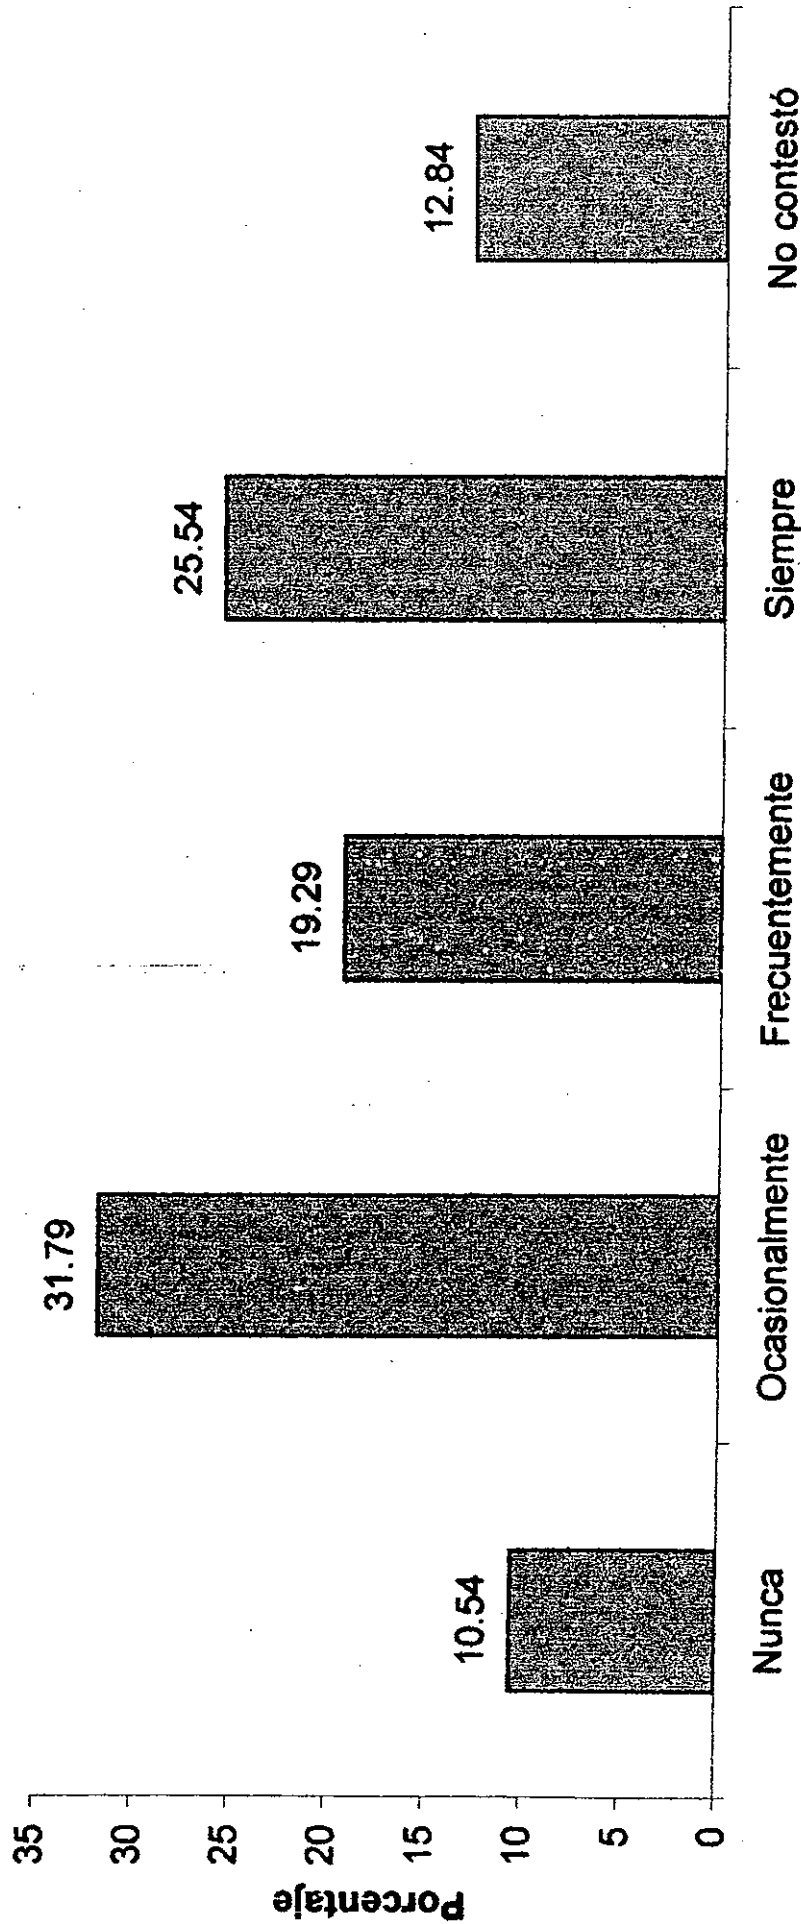 Porcentaje
35
30
25
20
15
10
5
0
10.54
31.79
19.29
25.54
12.84
Nunca
Ocasionalmente
Frecuentemente
Siempre
No contestó